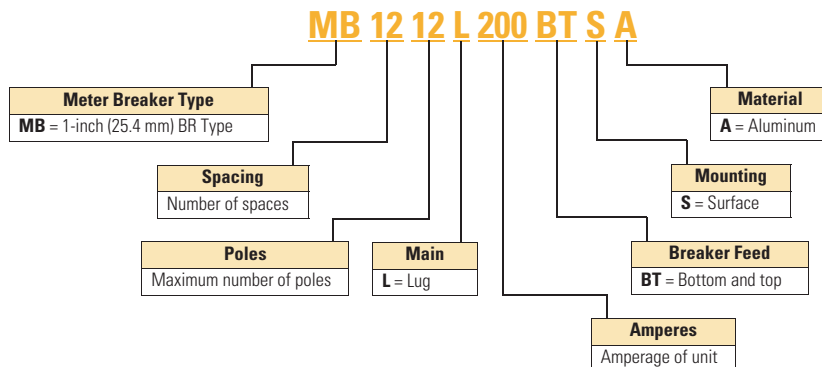 MB 12 12 L 200 BT S A
Meter Breaker Type
MB = 1-inch (25.4 mm) BR Type
Material
A = Aluminum
Spacing
Number of spaces
Mounting
S = Surface
Poles
Maximum number of poles
Main
L = Lug
Breaker Feed
BT = Bottom and top
Amperes
Amperage of unit